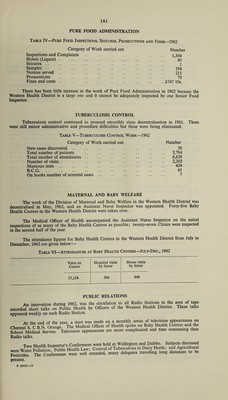 141
PURE FOOD ADMINISTRATION
TABLE IV—PURE FOOD INSPECTIONS, SEIZURES, PROSECUTIONS AND FINES—1962
Category of Work carried out Number
Inspections and Complaints 1,368
Hotels (Liquor) 40
Seizures 1
Samples 194
Notices served 215
Prosecutions 75
Fines and costs £747 10s.
There has been little increase in the work of Pure Food Administration in 1962 because the
Western Health District is a large one and it cannot be adequately inspected by one Senior Food
Inspector.
TUBERCULOSIS CONTROL
Tuberculosis control continued to proceed smoothly since decentralisation in 1961. There
were still minor administrative and procedure difficulties but these were being eliminated.
TABLE V—TUBERCULOSIS CONTROL WORK—1962
Category of Work carried out Number
New cases discovered
Total number of patients
Total number of attendances 6,628
Number of visits
Mantoux tests
B.C.G.
On books number of arrested cases
MATERNAL AND BABY WELFARE
The work of the Division of Maternal and Baby Welfare in the Western Health District was
decentralised in May, 1962, and an Assistant Nurse Inspector was appointed. Forty-five Baby
Health Centres in the Western District were taken over.
The Medical Officer of Health accompanied the Assistant Nurse Inspector on the initial
inspections of as many of the Baby Health Centres as possible; twenty-seven Clinics were inspected
in the second half of the year.
The attendance figures for Baby Health Centres in the Western Health District from July to
December, 1962 are given below:—
TABLE VI—ATTENDANCES AT BABY HEALTH CENTRES—JULY-DEC., 1962
Visits to Centre
Hospital visits by Sister
Home visits by Sister
PUBLIC RELATIONS
An innovation during 1962, was the circulation to all Radio Stations in the area of tape
recorded short talks on Public Health by Officers of the Western Health District. These talks
appeared weekly on each Radio Station.
At the end of the year, a start was made on a monthly series of television appearances on
Channel 8, C.B.N. Orange. The Medical Officer of Health spoke on Baby Health Centres and the
School Medical Service. Television appearances are more complicated and time consuming than
Radio talks.
Two Health Inspector's Conferences were held at Wellington and Dubbo. Subjects discussed
were Water Pollution; Public Health Law; Control of Tuberculosis in Dairy Herds; and Agricultural
Pesticides. The Conferences were well attended, many delegates travelling long distances to be
present.